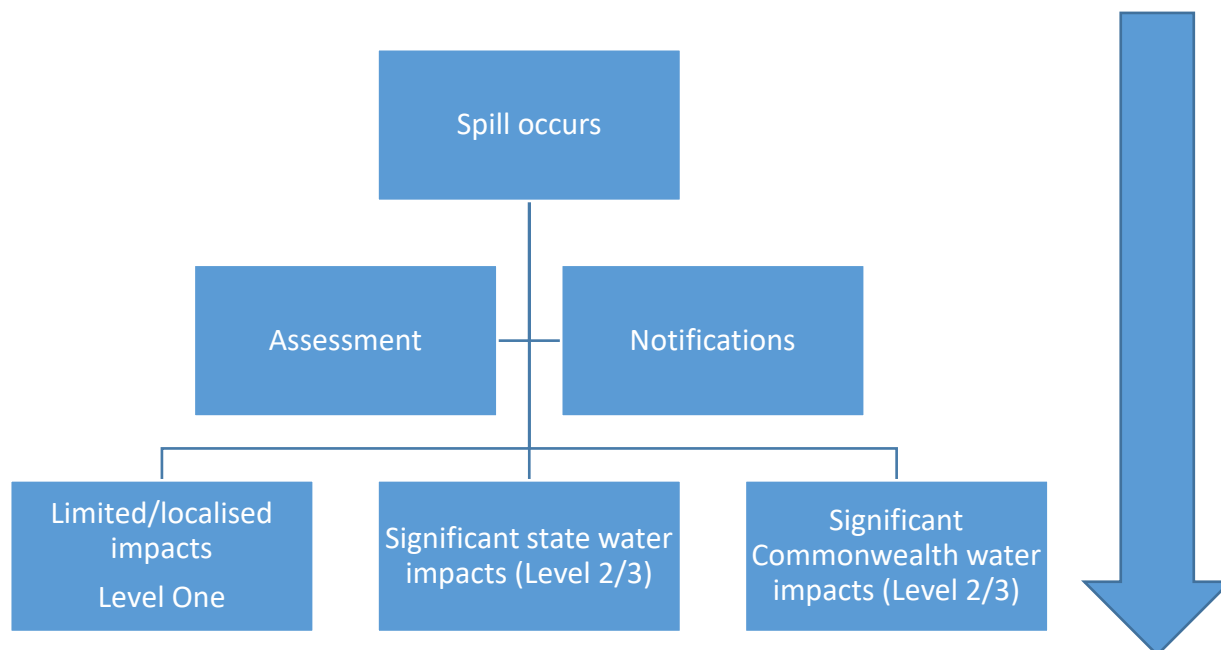 Spill occurs
Assessment
Notifications
Limited/localised
impacts
Level One
Significant state water
impacts (Level 2/3)
Significant
Commonwealth water
impacts (Level 2/3)